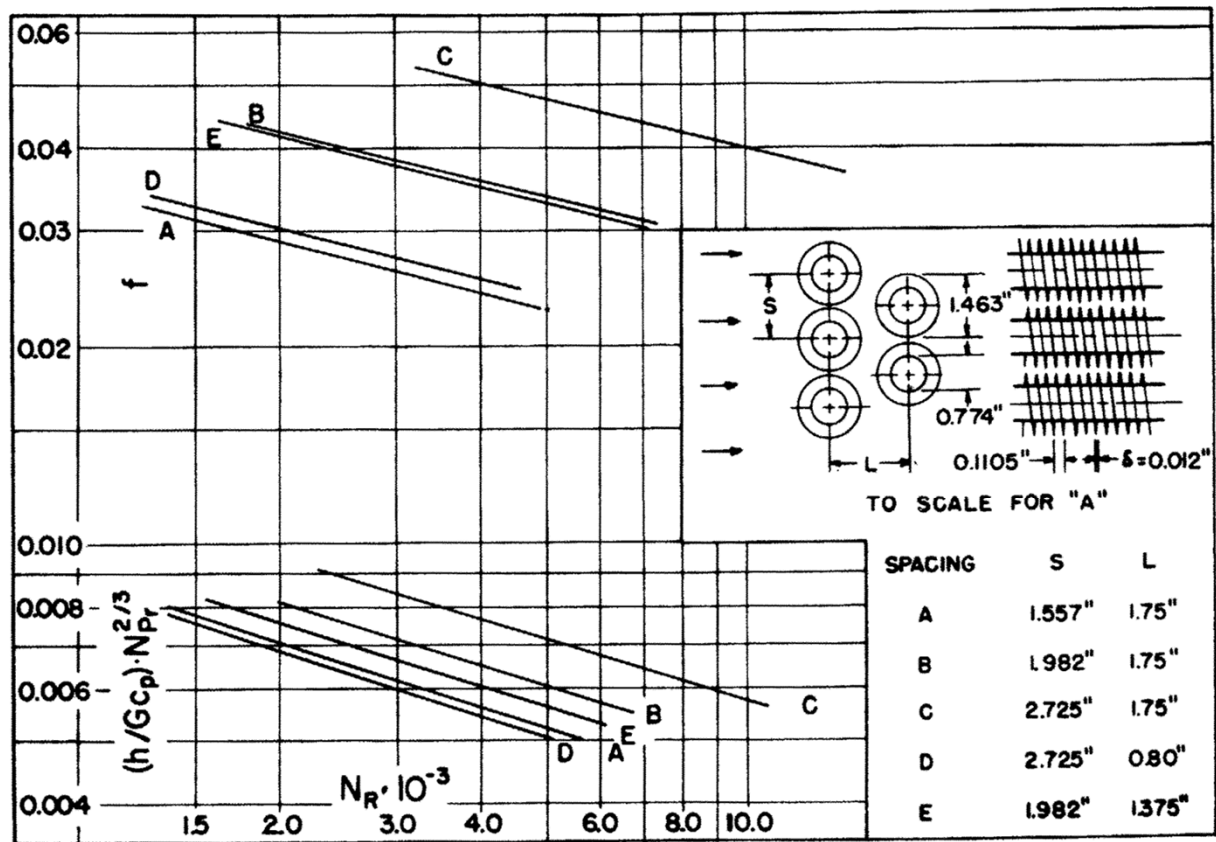 0.06
C
B
E
0.04
D
A
0.03
f
S
1.463"
0.02
0.774"
L
0.1105"
δ=0.012"
TO SCALE FOR "A"
0.010
SPACING S L
0.008
A 1.557" 1.75"
B 1.982" 1.75"
0.006
(h/Gcp)·NPr^2/3
B
C
E
D
A
C 2.725" 1.75"
D 2.725" 0.80"
NR·10^-3
0.004
E 1.982" 1.375"
1.5 2.0 3.0 4.0 6.0 8.0 10.0